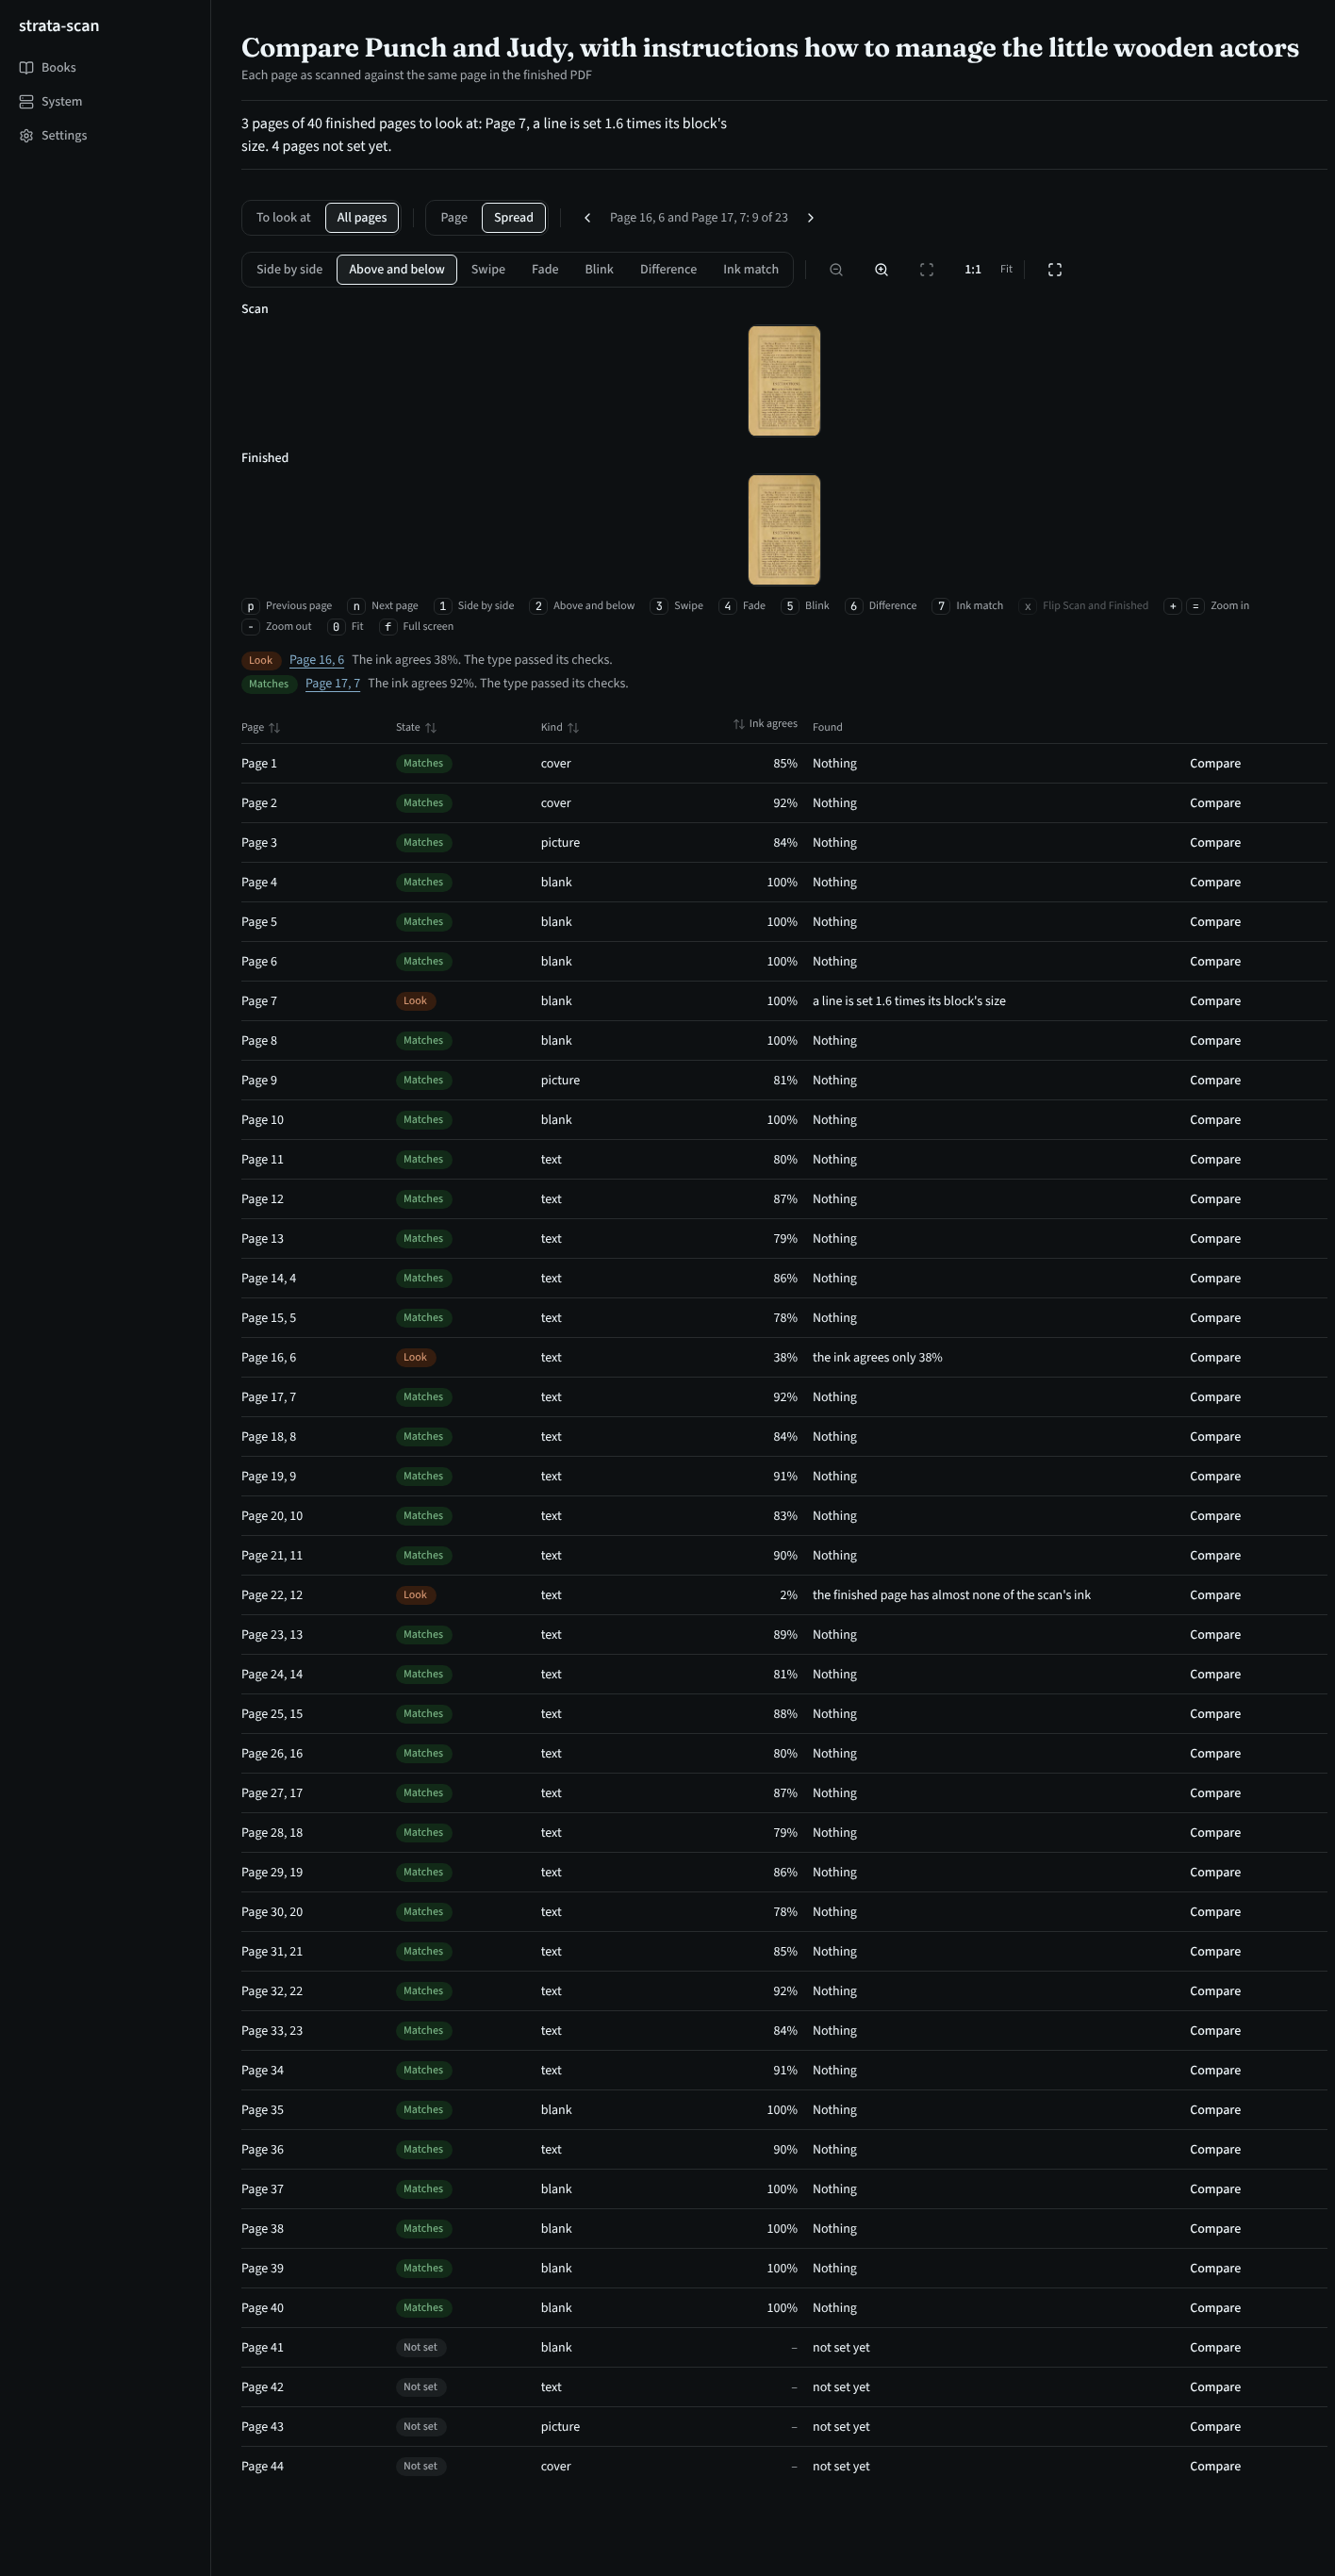 strata-scan
Books
System
Settings
Compare Punch and Judy, with instructions how to manage the little wooden actors
Each page as scanned against the same page in the finished PDF
3 pages of 40 finished pages to look at: Page 7, a line is set 1.6 times its block's
size. 4 pages not set yet.
To look at All pages Page Spread Page 16, 6 and Page 17, 7: 9 of 23
Side by side Above and below Swipe Fade Blink Difference Ink match 1:1 Fit
Scan
Finished
p Previous page n Next page 1 Side by side 2 Above and below 3 Swipe 4 Fade 5 Blink 6 Difference 7 Ink match x Flip Scan and Finished + = Zoom in
- Zoom out 0 Fit f Full screen
Look Page 16, 6 The ink agrees 38%. The type passed its checks.
Matches Page 17, 7 The ink agrees 92%. The type passed its checks.
Page State Kind Ink agrees Found
Page 1 Matches cover 85% Nothing Compare
Page 2 Matches cover 92% Nothing Compare
Page 3 Matches picture 84% Nothing Compare
Page 4 Matches blank 100% Nothing Compare
Page 5 Matches blank 100% Nothing Compare
Page 6 Matches blank 100% Nothing Compare
Page 7 Look blank 100% a line is set 1.6 times its block's size Compare
Page 8 Matches blank 100% Nothing Compare
Page 9 Matches picture 81% Nothing Compare
Page 10 Matches blank 100% Nothing Compare
Page 11 Matches text 80% Nothing Compare
Page 12 Matches text 87% Nothing Compare
Page 13 Matches text 79% Nothing Compare
Page 14, 4 Matches text 86% Nothing Compare
Page 15, 5 Matches text 78% Nothing Compare
Page 16, 6 Look text 38% the ink agrees only 38% Compare
Page 17, 7 Matches text 92% Nothing Compare
Page 18, 8 Matches text 84% Nothing Compare
Page 19, 9 Matches text 91% Nothing Compare
Page 20, 10 Matches text 83% Nothing Compare
Page 21, 11 Matches text 90% Nothing Compare
Page 22, 12 Look text 2% the finished page has almost none of the scan's ink Compare
Page 23, 13 Matches text 89% Nothing Compare
Page 24, 14 Matches text 81% Nothing Compare
Page 25, 15 Matches text 88% Nothing Compare
Page 26, 16 Matches text 80% Nothing Compare
Page 27, 17 Matches text 87% Nothing Compare
Page 28, 18 Matches text 79% Nothing Compare
Page 29, 19 Matches text 86% Nothing Compare
Page 30, 20 Matches text 78% Nothing Compare
Page 31, 21 Matches text 85% Nothing Compare
Page 32, 22 Matches text 92% Nothing Compare
Page 33, 23 Matches text 84% Nothing Compare
Page 34 Matches text 91% Nothing Compare
Page 35 Matches blank 100% Nothing Compare
Page 36 Matches text 90% Nothing Compare
Page 37 Matches blank 100% Nothing Compare
Page 38 Matches blank 100% Nothing Compare
Page 39 Matches blank 100% Nothing Compare
Page 40 Matches blank 100% Nothing Compare
Page 41 Not set blank – not set yet Compare
Page 42 Not set text – not set yet Compare
Page 43 Not set picture – not set yet Compare
Page 44 Not set cover – not set yet Compare